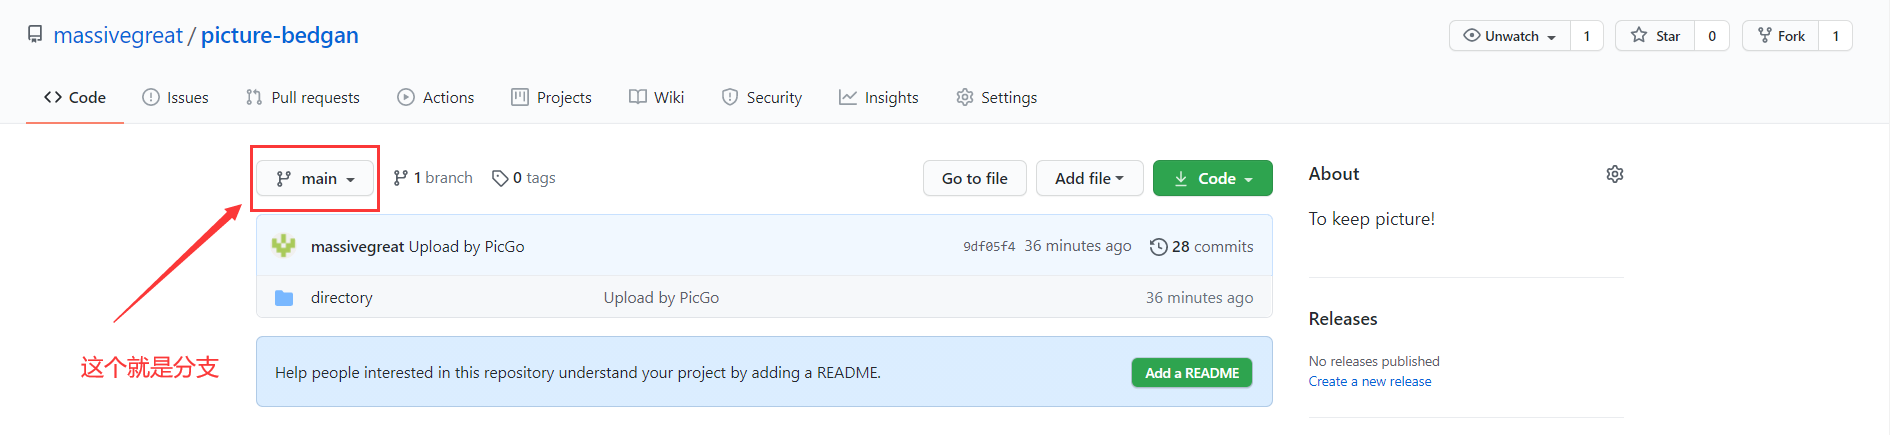 massivegreat / picture-bedgan
Unwatch 1 Star 0 Fork 1
Code Issues Pull requests Actions Projects Wiki Security Insights Settings
main 1 branch 0 tags Go to file Add file Code
massivegreat Upload by PicGo 9df05f4 36 minutes ago 28 commits
directory Upload by PicGo 36 minutes ago
Help people interested in this repository understand your project by adding a README. Add a README
这个就是分支
About
To keep picture!
Releases
No releases published
Create a new release